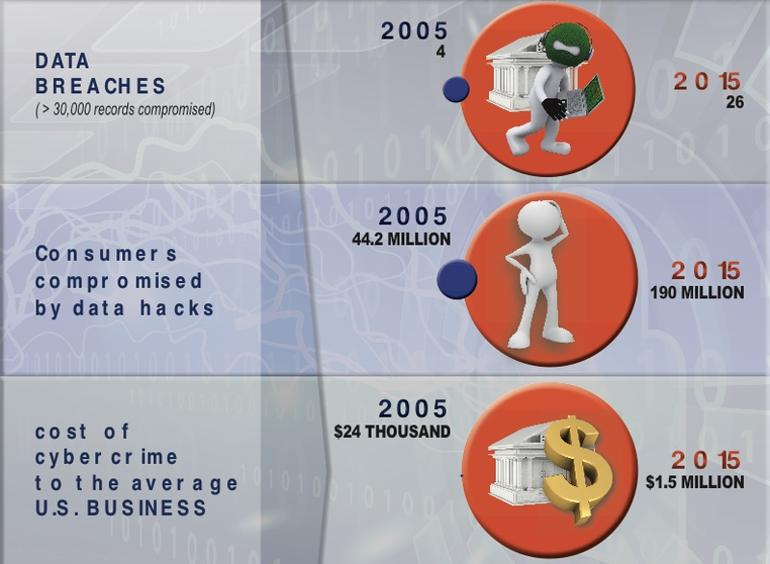 DATA
BREACHES
( > 30,000 records compromised)
2005
4
2015
26
Consumers
compromised
by data hacks
2005
44.2 MILLION
2015
190 MILLION
cost of
cyber crime
to the average
U.S. BUSINESS
2005
$24 THOUSAND
2015
$1.5 MILLION